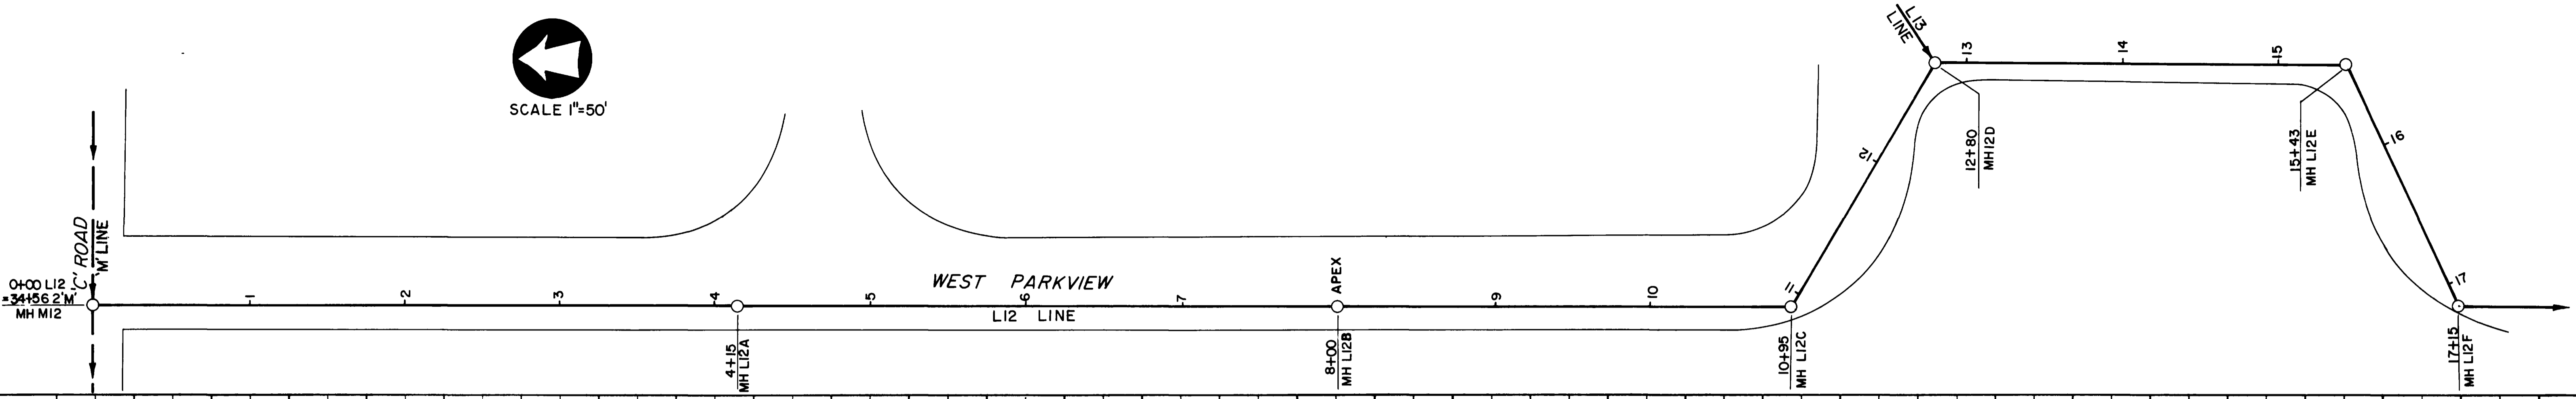 SCALE 1"=50'
L13
LINE
'C' ROAD
'M' LINE
0+00 L12
=34+56.2'M'
MH M12
1
2
3
4
5
6
7
APEX
9
10
11
12
13
14
15
16
17
WEST PARKVIEW
L12 LINE
4+15
MH L12A
8+00
MH L12B
10+95
MH L12C
12+80
MH12D
15+43
MH L12E
17+15
MH L12F